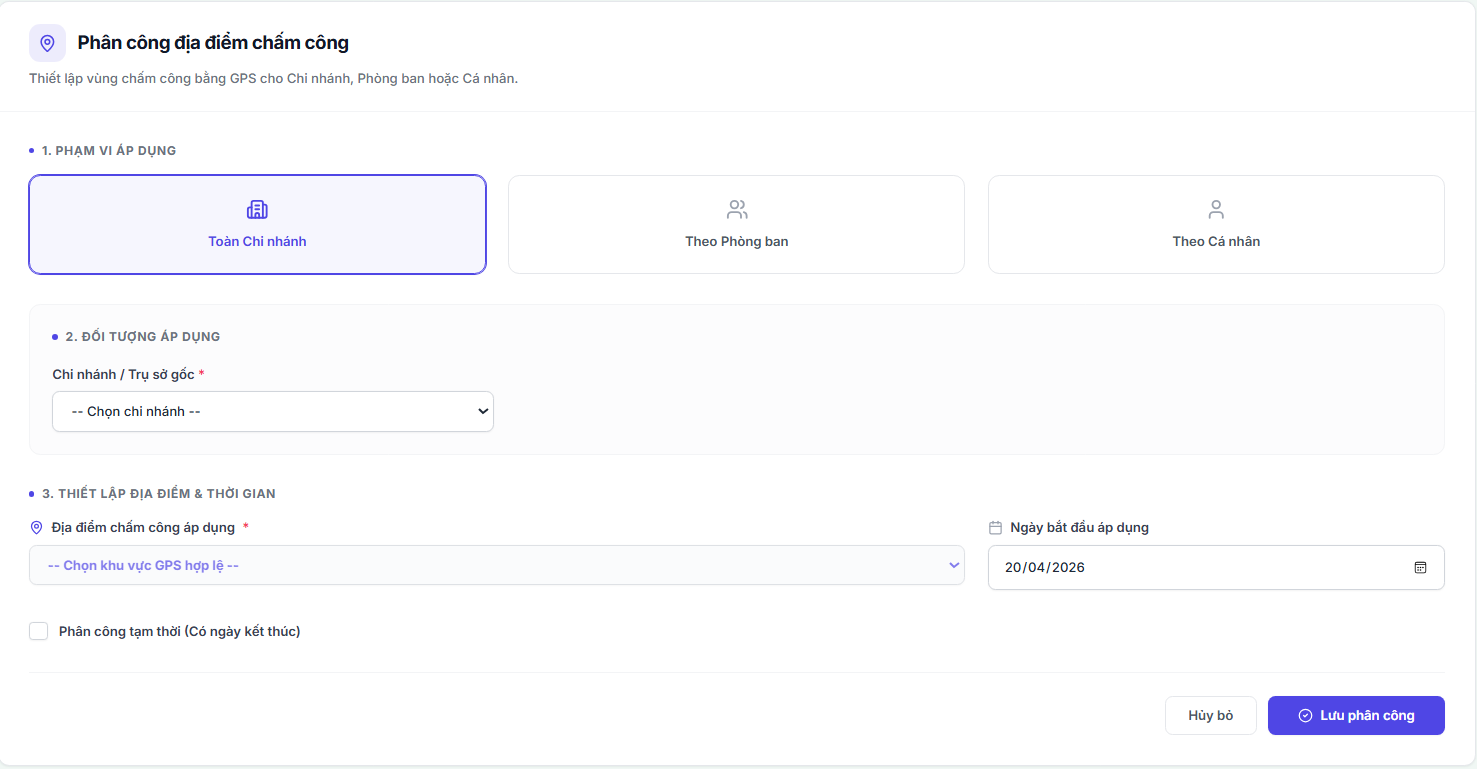 Phân công địa điểm chấm công
Thiết lập vùng chấm công bằng GPS cho Chi nhánh, Phòng ban hoặc Cá nhân.
1. PHẠM VI ÁP DỤNG
Toàn Chi nhánh
Theo Phòng ban
Theo Cá nhân
2. ĐỐI TƯỢNG ÁP DỤNG
Chi nhánh / Trụ sở gốc *
-- Chọn chi nhánh --
3. THIẾT LẬP ĐỊA ĐIỂM & THỜI GIAN
Địa điểm chấm công áp dụng *
-- Chọn khu vực GPS hợp lệ --
Ngày bắt đầu áp dụng
20/04/2026
Phân công tạm thời (Có ngày kết thúc)
Hủy bỏ
Lưu phân công